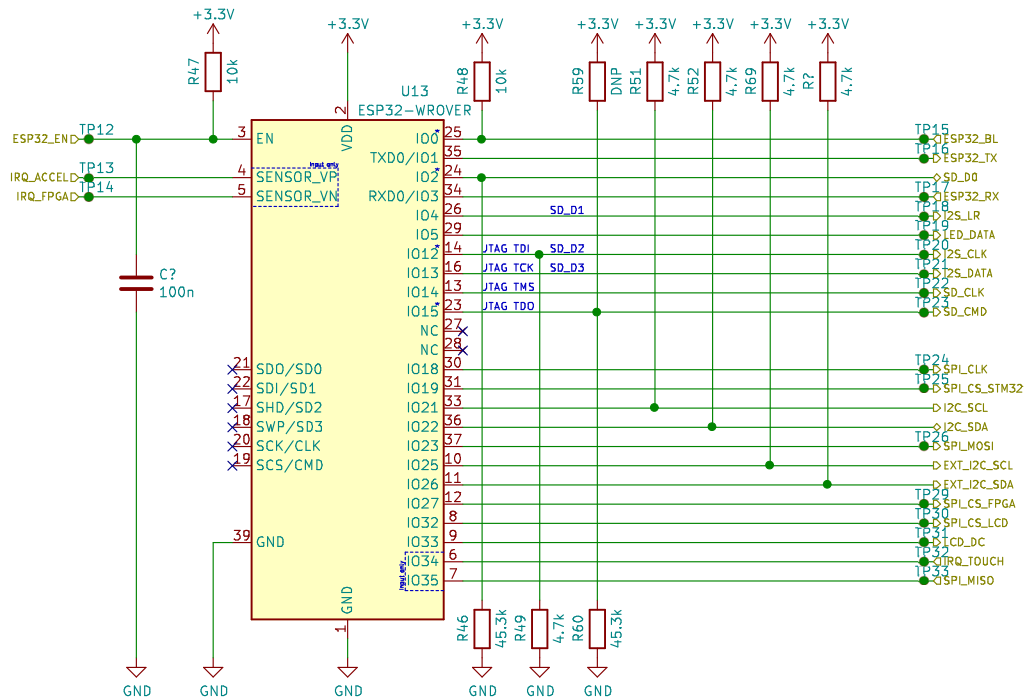 +3.3V
+3.3V
+3.3V
+3.3V
+3.3V
+3.3V
+3.3V
+3.3V
R47
10k
R48
10k
R59
DNP
R51
4.7k
R52
4.7k
R69
4.7k
R?
4.7k
U13
ESP32-WROVER
2
VDD
ESP32_EN
TP12
3
EN
IRQ_ACCEL
TP13
4
SENSOR_VP
Input_only
IRQ_FPGA
TP14
5
SENSOR_VN
C?
100n
21
SDO/SD0
22
SDI/SD1
17
SHD/SD2
18
SWP/SD3
20
SCK/CLK
19
SCS/CMD
39
GND
GND
1
IO0
*
25
TP15
ESP32_BL
TXD0/IO1
35
TP16
ESP32_TX
IO2
*
24
SD_D0
RXD0/IO3
34
TP17
ESP32_RX
IO4
26
SD_D1
TP18
I2S_LR
IO5
29
TP19
LED_DATA
IO12
*
14
JTAG TDI
SD_D2
TP20
I2S_CLK
IO13
16
JTAG TCK
SD_D3
TP21
I2S_DATA
IO14
13
JTAG TMS
TP22
SD_CLK
IO15
*
23
JTAG TDO
TP23
SD_CMD
NC
27
NC
28
IO18
30
TP24
SPI_CLK
IO19
31
TP25
SPI_CS_STM32
IO21
33
I2C_SCL
IO22
36
I2C_SDA
IO23
37
TP26
SPI_MOSI
IO25
10
EXT_I2C_SCL
IO26
11
EXT_I2C_SDA
IO27
12
TP29
SPI_CS_FPGA
IO32
8
TP30
SPI_CS_LCD
IO33
9
TP31
LCD_DC
Input_only
IO34
6
TP32
IRQ_TOUCH
IO35
7
TP33
SPI_MISO
R46
45.3k
R49
4.7k
R60
45.3k
GND
GND
GND
GND
GND
GND